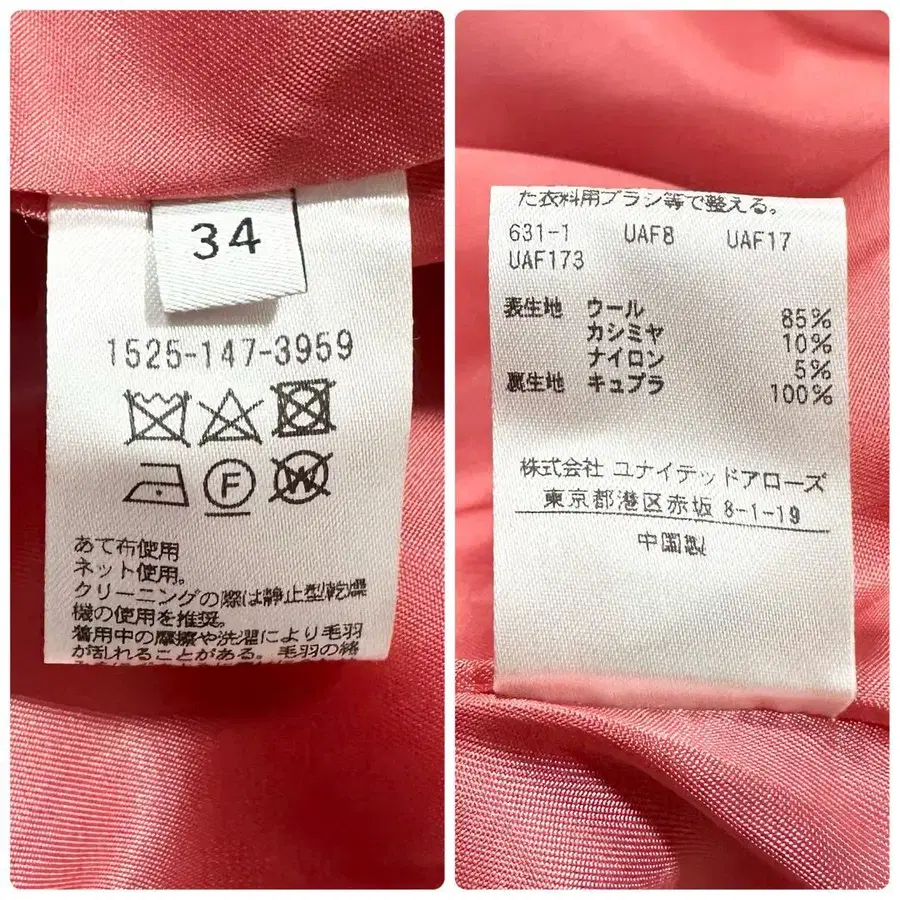 34
1525-147-3959
F
W
あて布使用
ネット使用。
クリーニングの際は静止型乾燥
機の使用を推奨。
着用中の摩擦や洗濯により毛羽
が乱れることがある。毛羽の絡
た衣料用ブラシ等で整える。
631-1 UAF8 UAF17
UAF173
表生地 ウール 85%
カシミヤ 10%
ナイロン 5%
裏生地 キュプラ 100%
株式会社 ユナイテッドアローズ
東京都港区赤坂 8-1-19
中国製